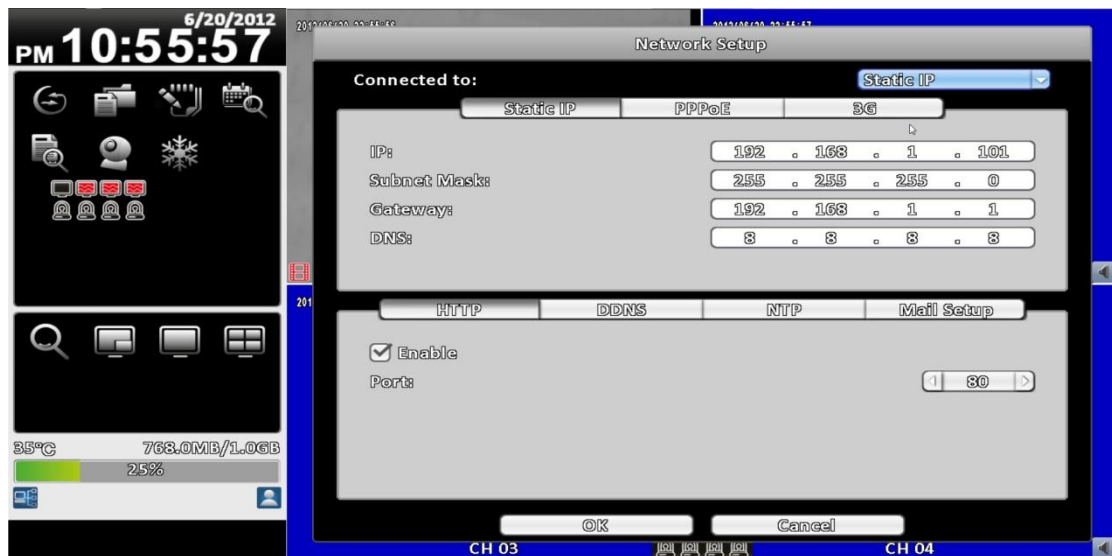 6/20/2012
PM 10:55:57
Network Setup
Connected to:
Static IP
Static IP PPPoE 3G
IP:
192 . 168 . 1 . 101
Subnet Mask:
255 . 255 . 255 . 0
Gateway:
192 . 168 . 1 . 1
DNS:
8 . 8 . 8 . 8
HTTP DDNS NTP Mail Setup
Enable
Port:
80
OK Cancel
35°C 768.0MB/1.0GB
25%
201
CH 03 CH 04